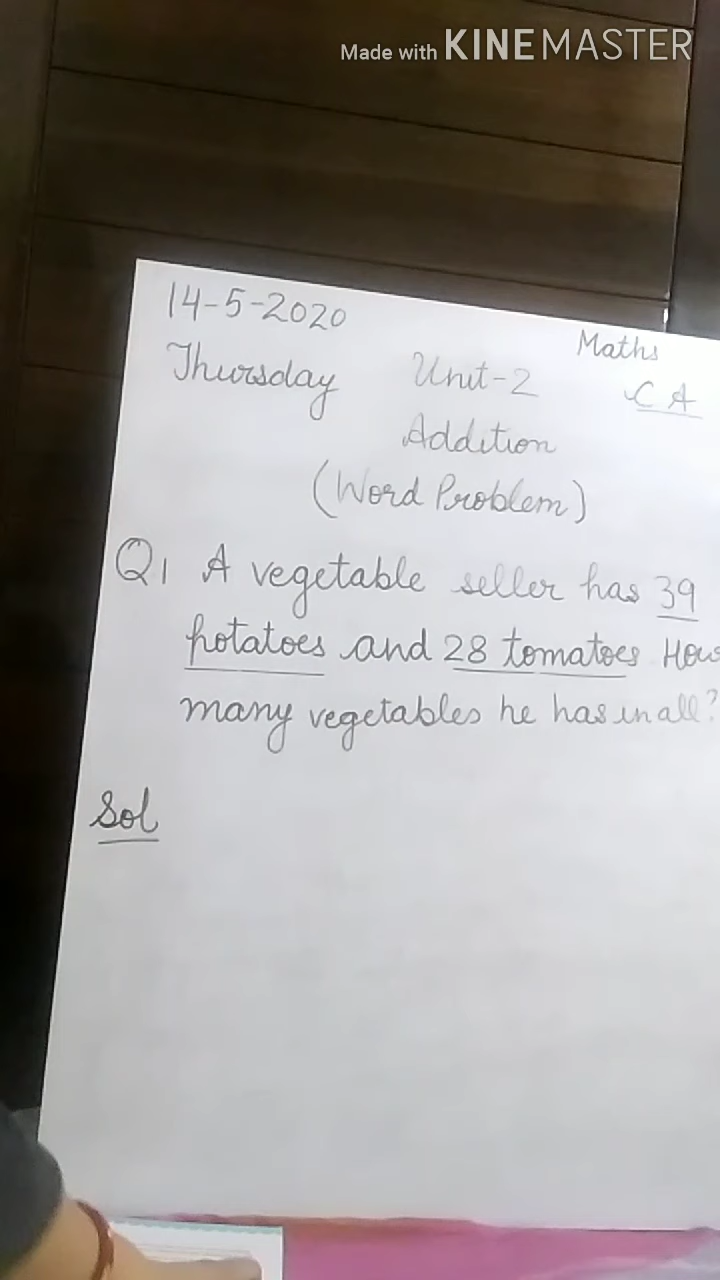 Made with KINEMASTER
14-5-2020
Maths
Thursday Unit-2 C A
Addition
(Word Problem)
Q1 A vegetable seller has 39
potatoes and 28 tomatoes. How
many vegetables he has in all?
Sol